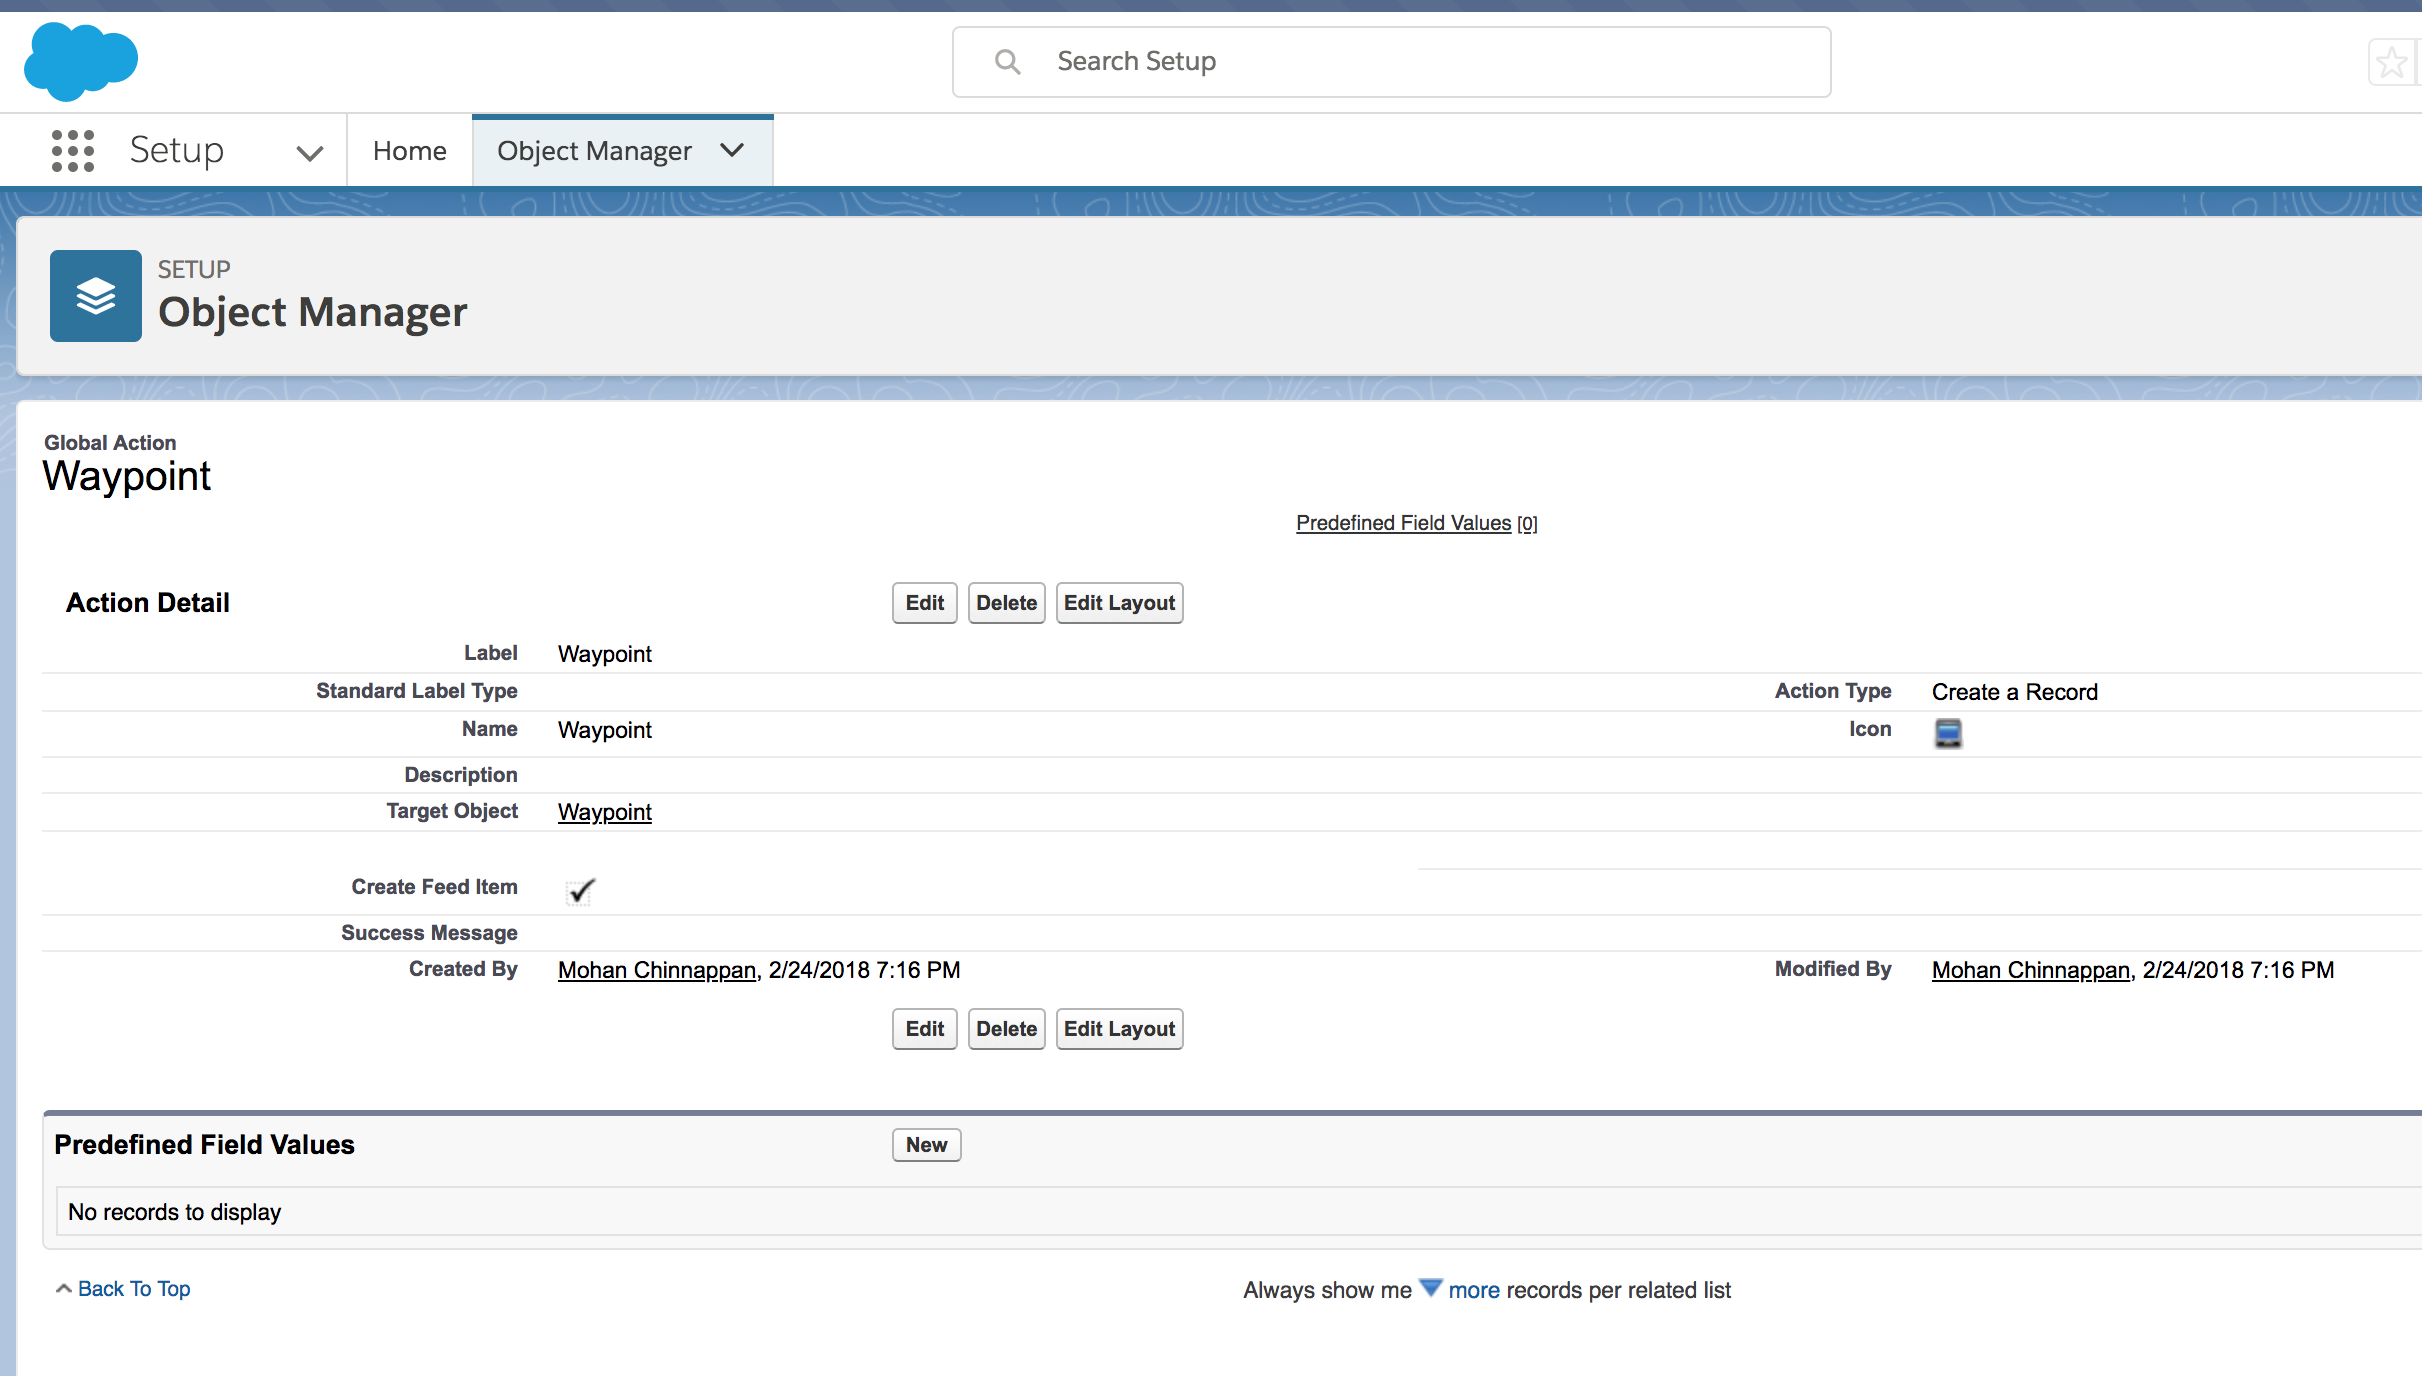 Search Setup
Setup Home Object Manager
SETUP
Object Manager
Global Action
Waypoint
Predefined Field Values [0]
Action Detail Edit Delete Edit Layout
Label Waypoint
Standard Label Type Action Type Create a Record
Name Waypoint Icon
Description
Target Object Waypoint
Create Feed Item
Success Message
Created By Mohan Chinnappan, 2/24/2018 7:16 PM Modified By Mohan Chinnappan, 2/24/2018 7:16 PM
Edit Delete Edit Layout
Predefined Field Values New
No records to display
Back To Top Always show me more records per related list